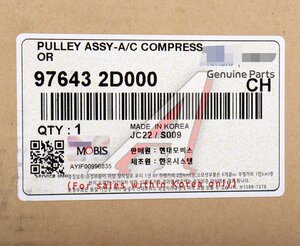 PULLEY ASSY-A/C COMPRESS
OR
Genuine Parts
97643 2D000
CH
QTY : 1
MADE IN KOREA
JC22 / S009
MOBIS
판매원 : 현대모비스
제조원 : 한온시스템
AYIF00996835
(For sales within Korea only)